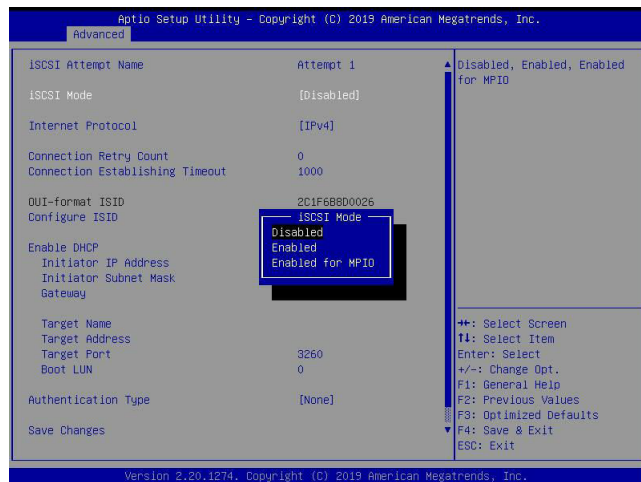 Aptio Setup Utility – Copyright (C) 2019 American Megatrends, Inc.
Advanced
iSCSI Attempt Name Attempt 1
iSCSI Mode [Disabled]
Internet Protocol [IPv4]
Connection Retry Count 0
Connection Establishing Timeout 1000
OUI-format ISID 2C1F6B8D0026
Configure ISID
Enable DHCP
Initiator IP Address
Initiator Subnet Mask
Gateway
Target Name
Target Address
Target Port 3260
Boot LUN 0
Authentication Type [None]
Save Changes
iSCSI Mode
Disabled
Enabled
Enabled for MPIO
Disabled, Enabled, Enabled
for MPIO
→←: Select Screen
↑↓: Select Item
Enter: Select
+/-: Change Opt.
F1: General Help
F2: Previous Values
F3: Optimized Defaults
F4: Save & Exit
ESC: Exit
Version 2.20.1274. Copyright (C) 2019 American Megatrends, Inc.